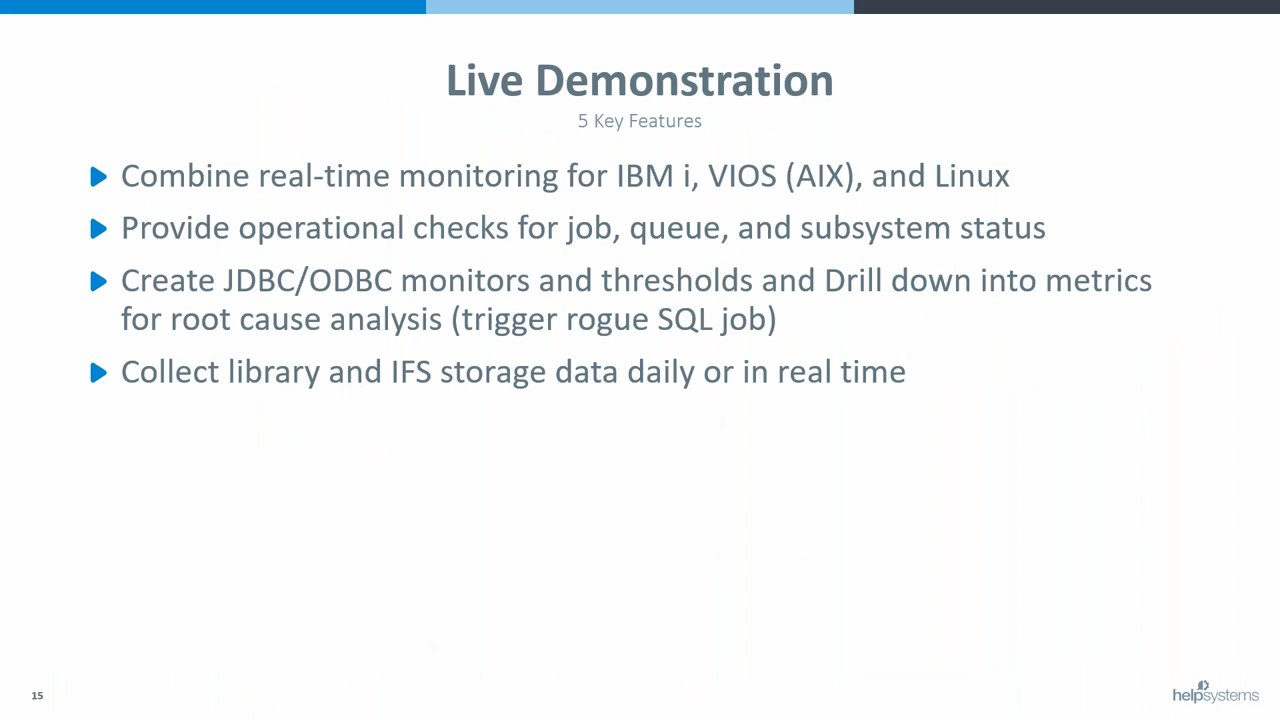 Live Demonstration
5 Key Features
Combine real-time monitoring for IBM i, VIOS (AIX), and Linux
Provide operational checks for job, queue, and subsystem status
Create JDBC/ODBC monitors and thresholds and Drill down into metrics
for root cause analysis (trigger rogue SQL job)
Collect library and IFS storage data daily or in real time
15
helpsystems